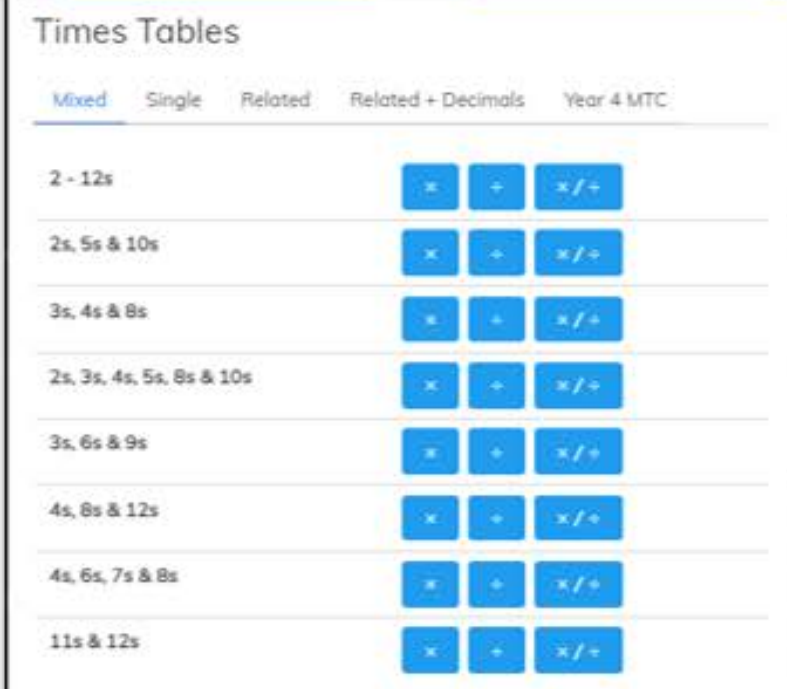 Times Tables
Mixed Single Related Related + Decimals Year 4 MTC
2 - 12s × ÷ ×/÷
2s, 5s & 10s × ÷ ×/÷
3s, 4s & 8s × ÷ ×/÷
2s, 3s, 4s, 5s, 8s & 10s × ÷ ×/÷
3s, 6s & 9s × ÷ ×/÷
4s, 8s & 12s × ÷ ×/÷
4s, 6s, 7s & 8s × ÷ ×/÷
11s & 12s × ÷ ×/÷